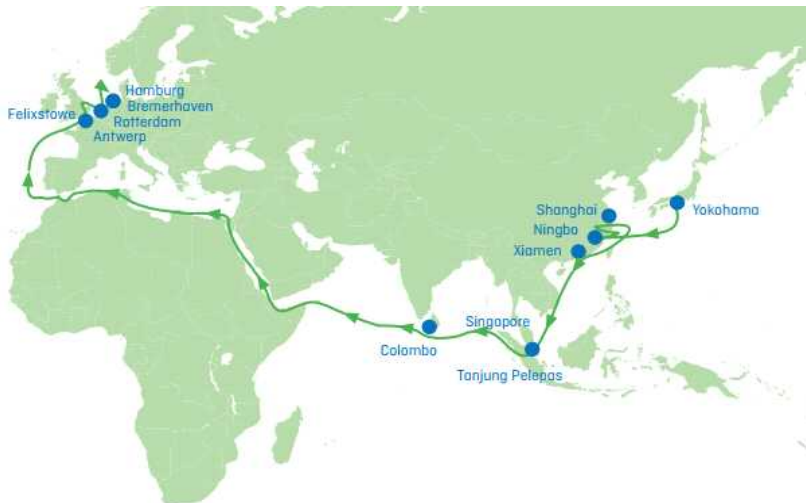 Hamburg
Bremerhaven
Felixstowe
Rotterdam
Antwerp
Shanghai
Yokohama
Ningbo
Xiamen
Singapore
Colombo
Tanjung Pelepas